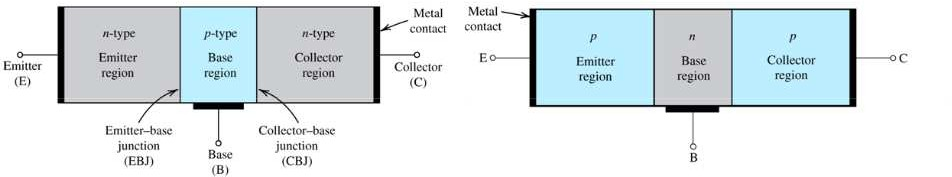 n-type
Emitter
region
p-type
Base
region
n-type
Collector
region
Metal
contact
Emitter
(E)
Collector
(C)
Emitter–base
junction
(EBJ)
Base
(B)
Collector–base
junction
(CBJ)
Metal
contact
E
p
Emitter
region
n
Base
region
p
Collector
region
C
B